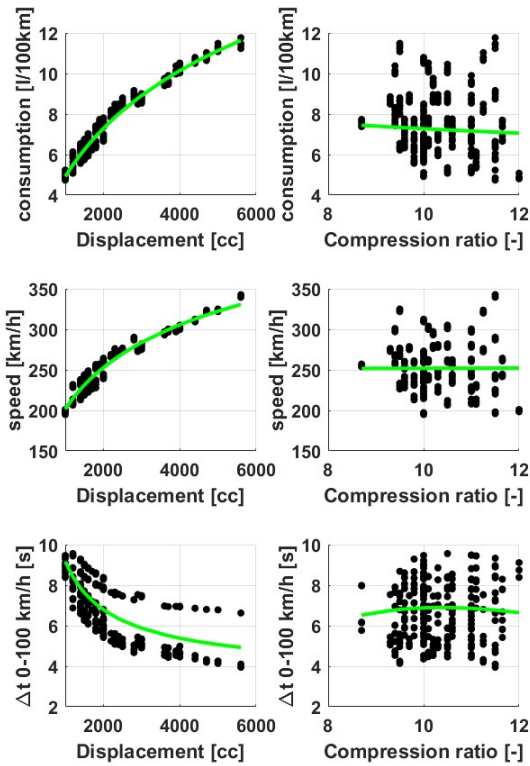 consumption [l/100km]
12
10
8
6
4
2000 4000 6000
Displacement [cc]
consumption [l/100km]
12
10
8
6
4
8 10 12
Compression ratio [-]
speed [km/h]
350
300
250
200
150
2000 4000 6000
Displacement [cc]
speed [km/h]
350
300
250
200
150
8 10 12
Compression ratio [-]
Δt 0-100 km/h [s]
10
8
6
4
2
2000 4000 6000
Displacement [cc]
Δt 0-100 km/h [s]
10
8
6
4
2
8 10 12
Compression ratio [-]